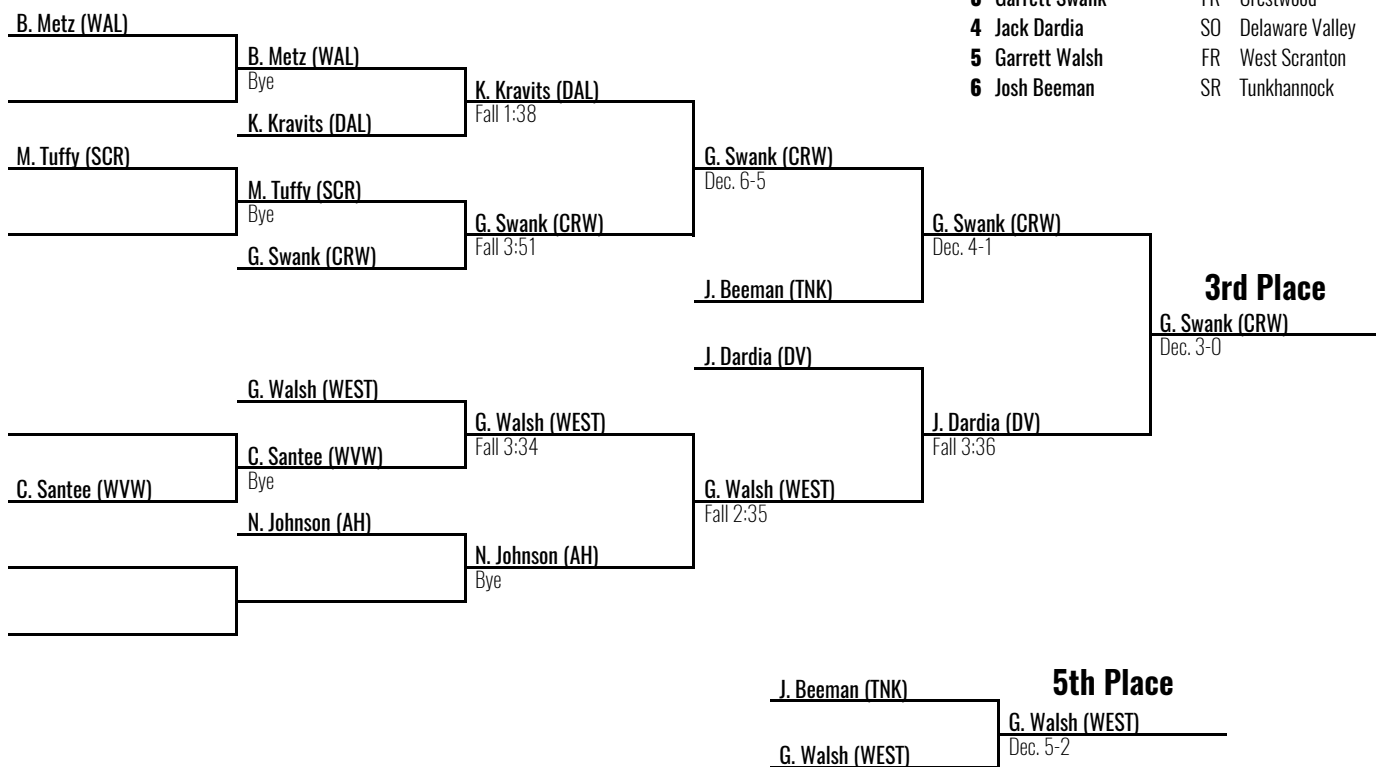 3 Garrett Swank FR Crestwood
4 Jack Dardia SO Delaware Valley
5 Garrett Walsh FR West Scranton
6 Josh Beeman SR Tunkhannock
B. Metz (WAL)
B. Metz (WAL)
Bye
K. Kravits (DAL)
K. Kravits (DAL)
Fall 1:38
M. Tuffy (SCR)
M. Tuffy (SCR)
Bye
G. Swank (CRW)
G. Swank (CRW)
Fall 3:51
G. Swank (CRW)
Dec. 6-5
J. Beeman (TNK)
G. Swank (CRW)
Dec. 4-1
3rd Place
G. Swank (CRW)
Dec. 3-0
J. Dardia (DV)
J. Dardia (DV)
Fall 3:36
G. Walsh (WEST)
G. Walsh (WEST)
Fall 3:34
C. Santee (WVW)
Bye
C. Santee (WVW)
G. Walsh (WEST)
Fall 2:35
N. Johnson (AH)
N. Johnson (AH)
Bye
5th Place
J. Beeman (TNK)
G. Walsh (WEST)
Dec. 5-2
G. Walsh (WEST)